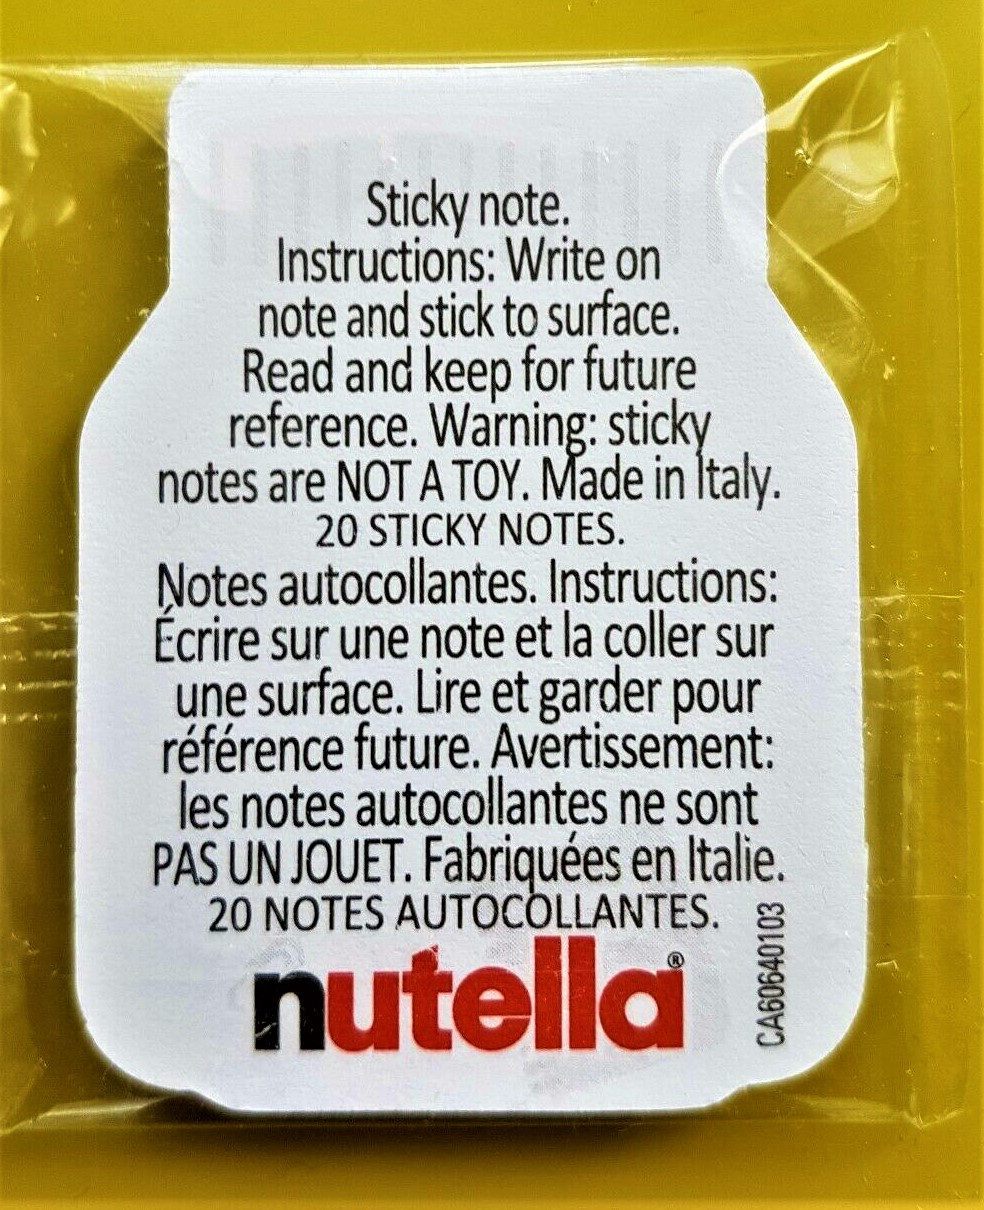 Sticky note.
Instructions: Write on
note and stick to surface.
Read and keep for future
reference. Warning: sticky
notes are NOT A TOY. Made in Italy.
20 STICKY NOTES.
Notes autocollantes. Instructions:
Écrire sur une note et la coller sur
une surface. Lire et garder pour
référence future. Avertissement:
les notes autocollantes ne sont
PAS UN JOUET. Fabriquées en Italie.
20 NOTES AUTOCOLLANTES.
nutella®
CA60640103